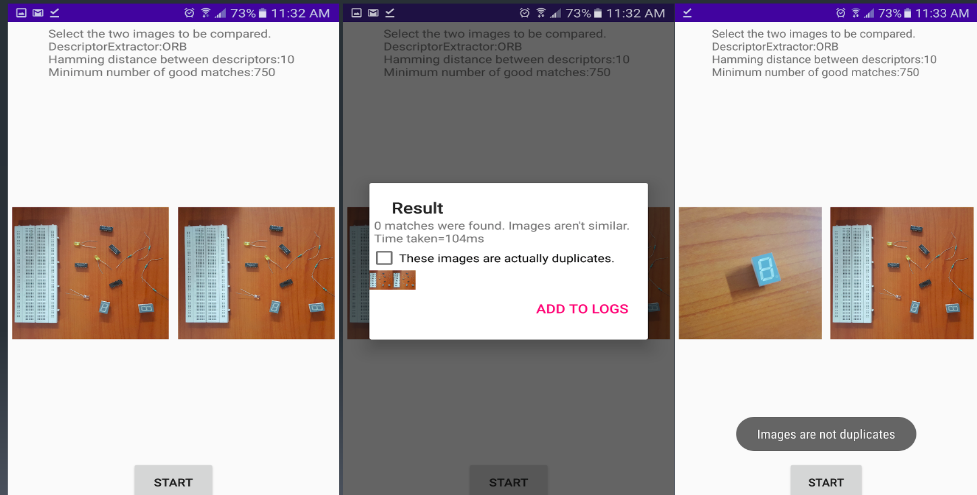 73% 11:32 AM
Select the two images to be compared.
DescriptorExtractor:ORB
Hamming distance between descriptors:10
Minimum number of good matches:750
START
73% 11:32 AM
Select the two images to be compared.
DescriptorExtractor:ORB
Hamming distance between descriptors:10
Minimum number of good matches:750
Result
0 matches were found. Images aren't similar.
Time taken=104ms
These images are actually duplicates.
ADD TO LOGS
START
73% 11:33 AM
Select the two images to be compared.
DescriptorExtractor:ORB
Hamming distance between descriptors:10
Minimum number of good matches:750
8
Images are not duplicates
START